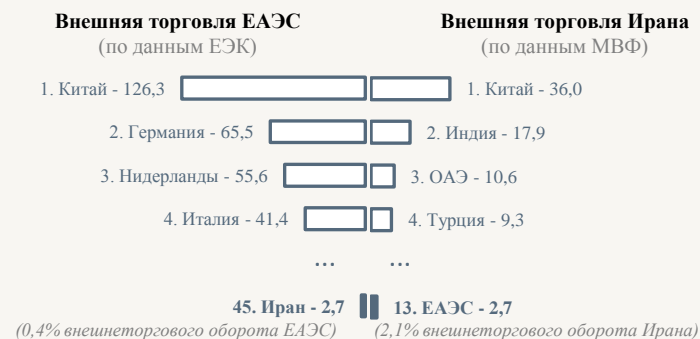 Внешняя торговля ЕАЭС
(по данным ЕЭК)
1. Китай - 126,3
2. Германия - 65,5
3. Нидерланды - 55,6
4. Италия - 41,4
...
45. Иран - 2,7
(0,4% внешнеторгового оборота ЕАЭС)
Внешняя торговля Ирана
(по данным МВФ)
1. Китай - 36,0
2. Индия - 17,9
3. ОАЭ - 10,6
4. Турция - 9,3
...
13. ЕАЭС - 2,7
(2,1% внешнеторгового оборота Ирана)